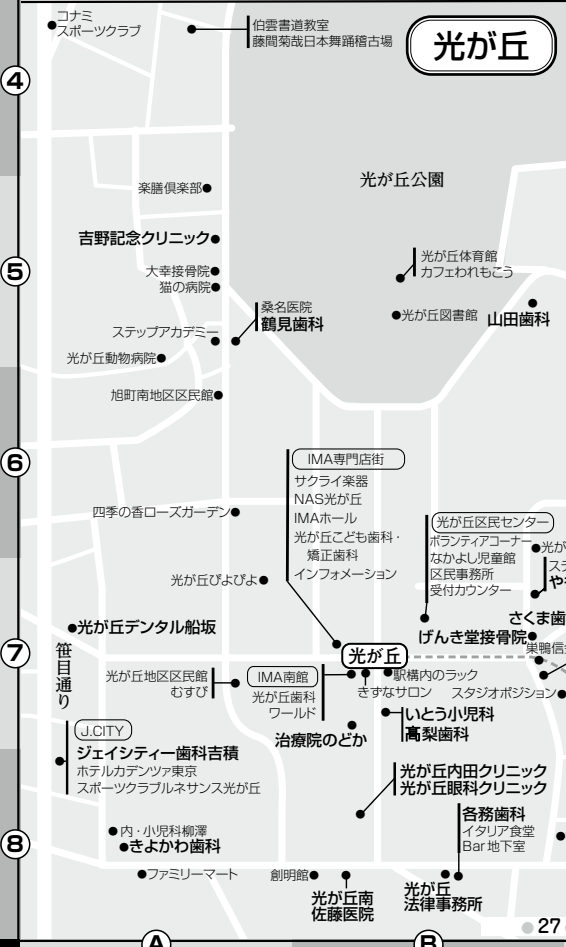 コナミ
スポーツクラブ
伯雲書道教室
藤間菊哉日本舞踊稽古場
光が丘
④
光が丘公園
楽膳倶楽部
吉野記念クリニック
光が丘体育館
カフェわれもこう
⑤
大幸接骨院
猫の病院
桑名医院
鶴見歯科
光が丘図書館
山田歯科
ステップアカデミー
光が丘動物病院
旭町南地区区民館
⑥
IMA専門店街
サクライ楽器
NAS光が丘
IMAホール
光が丘こども歯科・
矯正歯科
インフォメーション
四季の香ローズガーデン
光が丘区民センター
ボランティアコーナー
なかよし児童館
区民事務所
受付カウンター
光が
ステ
や
光が丘ぴよぴよ
さくま歯
光が丘デンタル船坂
げんき堂接骨院
巣鴨信
⑦
笹目通り
光が丘
光が丘地区区民館
むすび
IMA南館
光が丘歯科
ワールド
駅構内のラック
きずなサロン
スタジオポジション
いとう小児科
高梨歯科
治療院のどか
J.CITY
ジェイシティー歯科吉積
ホテルカデンツァ東京
スポーツクラブルネサンス光が丘
光が丘内田クリニック
光が丘眼科クリニック
⑧
内・小児科柳澤
きよかわ歯科
各務歯科
イタリア食堂
Bar 地下室
ファミリーマート
創明館
光が丘南
佐藤医院
光が丘
法律事務所
27
A
B